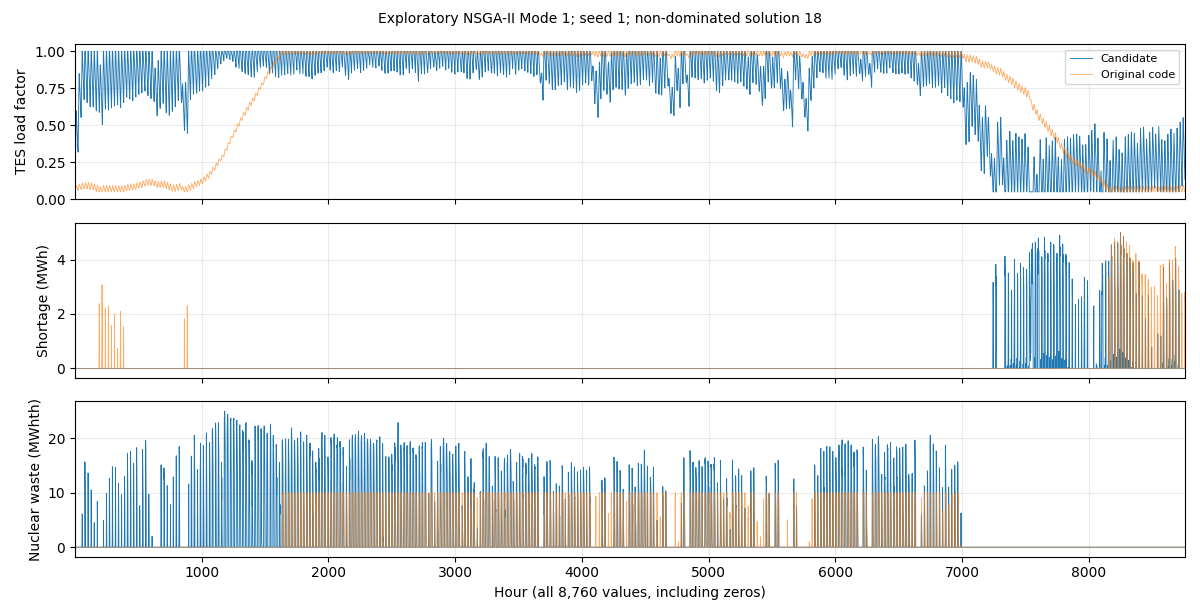 Exploratory NSGA-II Mode 1; seed 1; non-dominated solution 18
TES load factor
1.00
0.75
0.50
0.25
0.00
Candidate
Original code
Shortage (MWh)
4
2
0
Nuclear waste (MWhth)
20
10
0
1000 2000 3000 4000 5000 6000 7000 8000
Hour (all 8,760 values, including zeros)